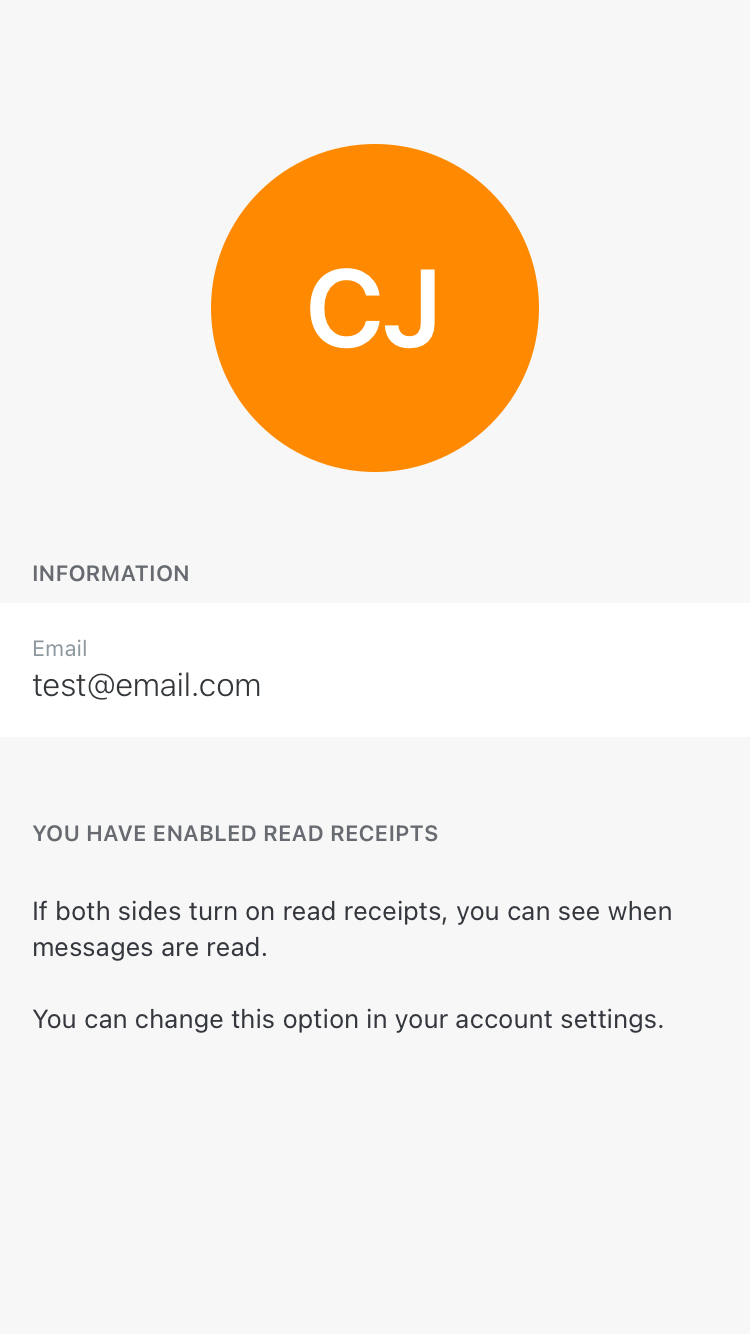 CJ
INFORMATION
Email
test@email.com
YOU HAVE ENABLED READ RECEIPTS
If both sides turn on read receipts, you can see when
messages are read.
You can change this option in your account settings.